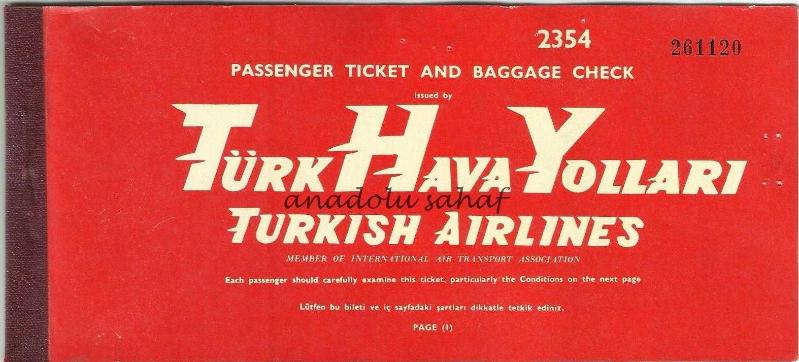 2354
261120
PASSENGER TICKET AND BAGGAGE CHECK
issued by
TÜRK HAVA YOLLARI
anadolu sahaf
TURKISH AIRLINES
MEMBER OF INTERNATIONAL AIR TRANSPORT ASSOCIATION
Each passenger should carefully examine this ticket, particularly the Conditions on the next page
Lütfen bu bileti ve iç sayfadaki şartları dikkatle tetkik ediniz.
PAGE (1)